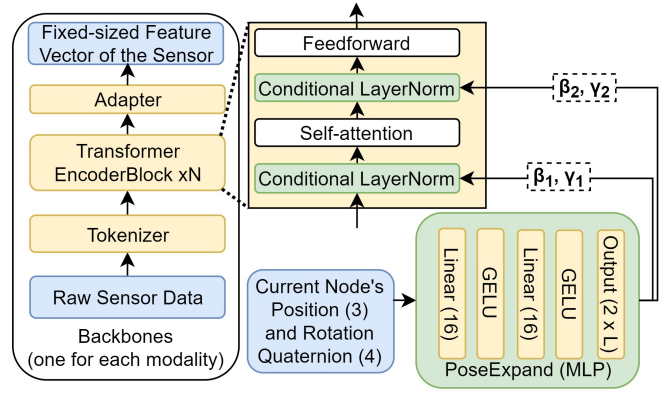 Fixed-sized Feature
Vector of the Sensor
Adapter
Transformer
EncoderBlock xN
Tokenizer
Raw Sensor Data
Backbones
(one for each modality)
Feedforward
Conditional LayerNorm
Self-attention
Conditional LayerNorm
β₂, γ₂
β₁, γ₁
Current Node's
Position (3)
and Rotation
Quaternion (4)
Linear (16)
GELU
Linear (16)
GELU
Output (2 x L)
PoseExpand (MLP)